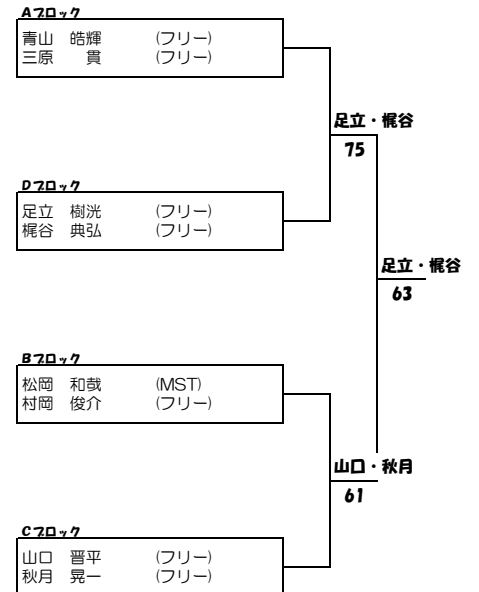 Aブロック
青山 皓輝 (フリー)
三原 貫 (フリー)
足立・梶谷
75
Dブロック
足立 樹洸 (フリー)
梶谷 典弘 (フリー)
足立・梶谷
63
Bブロック
松岡 和哉 (MST)
村岡 俊介 (フリー)
山口・秋月
61
Cブロック
山口 晋平 (フリー)
秋月 晃一 (フリー)